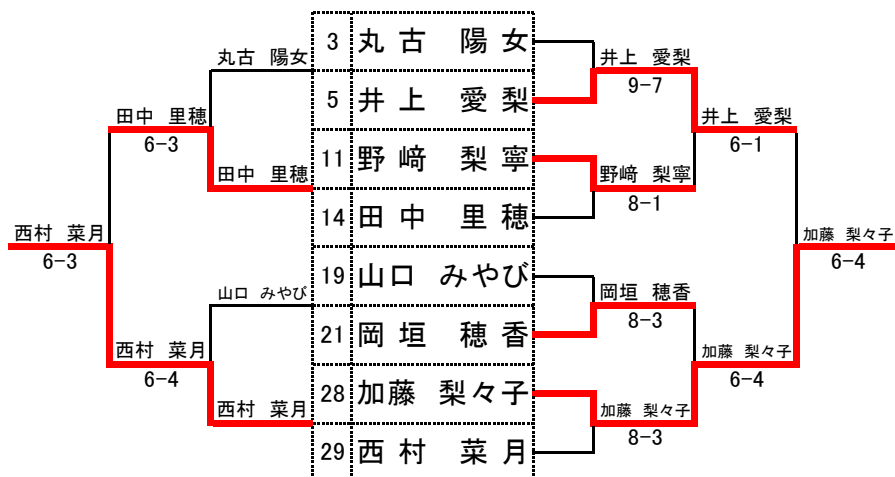 3 丸古 陽女
5 井上 愛梨
11 野﨑 梨寧
14 田中 里穂
19 山口 みやび
21 岡垣 穂香
28 加藤 梨々子
29 西村 菜月
丸古 陽女
田中 里穂
6-3
田中 里穂
西村 菜月
6-3
山口 みやび
西村 菜月
6-4
西村 菜月
井上 愛梨
9-7
井上 愛梨
6-1
野﨑 梨寧
8-1
加藤 梨々子
6-4
岡垣 穂香
8-3
加藤 梨々子
6-4
加藤 梨々子
8-3